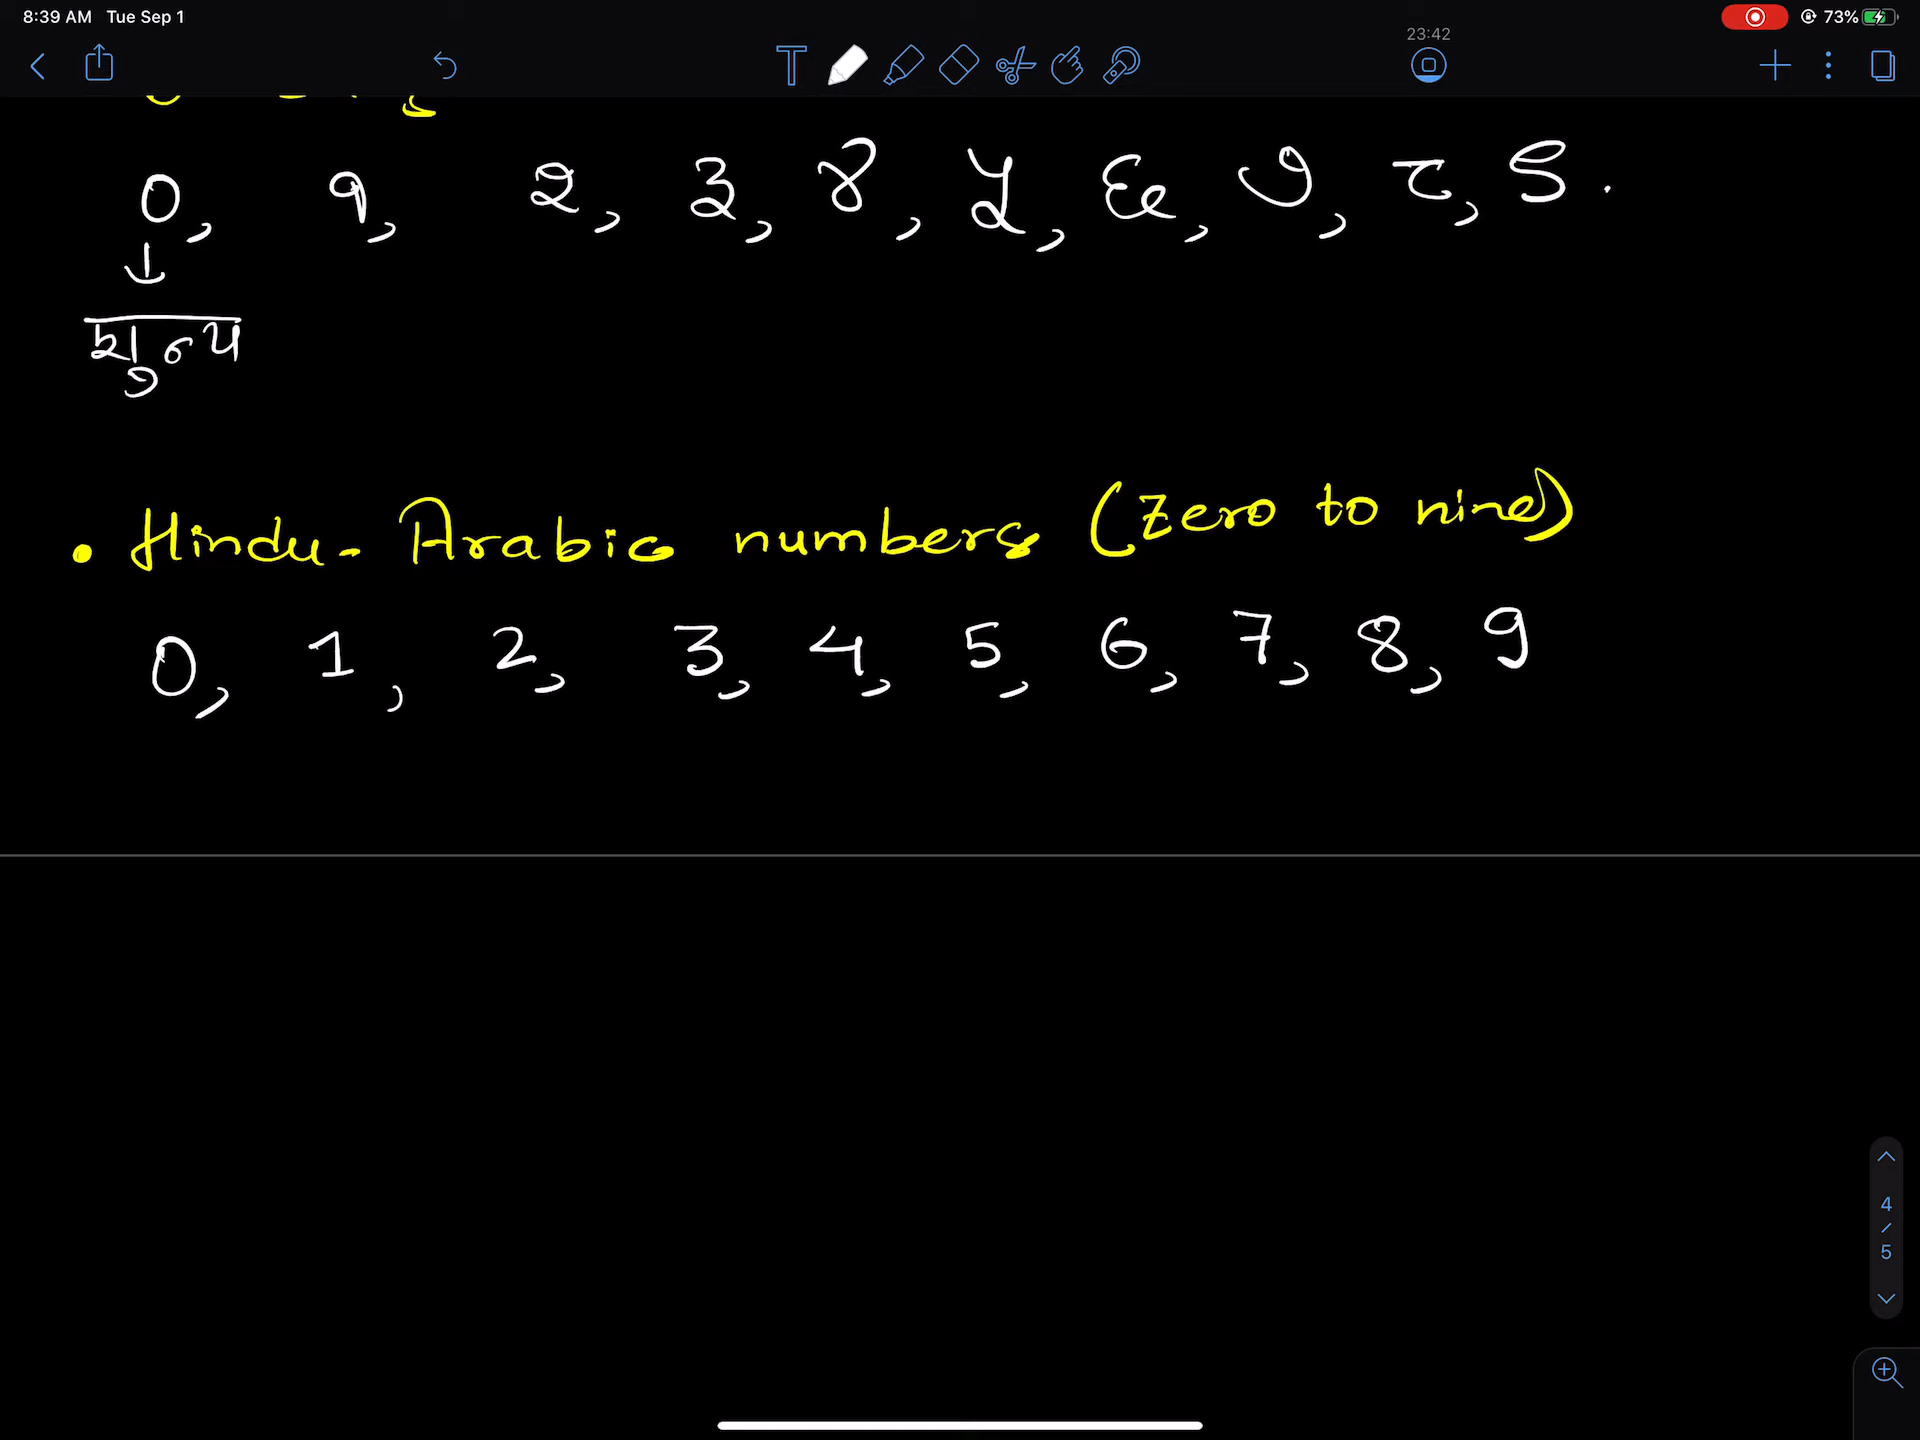 8:39 AM Tue Sep 1
73%
23:42
०, १, २, ३, ४, ५, ६, ७, ८, ९.
शून्य
• Hindu-Arabic numbers (Zero to nine)
0, 1, 2, 3, 4, 5, 6, 7, 8, 9
4
/
5